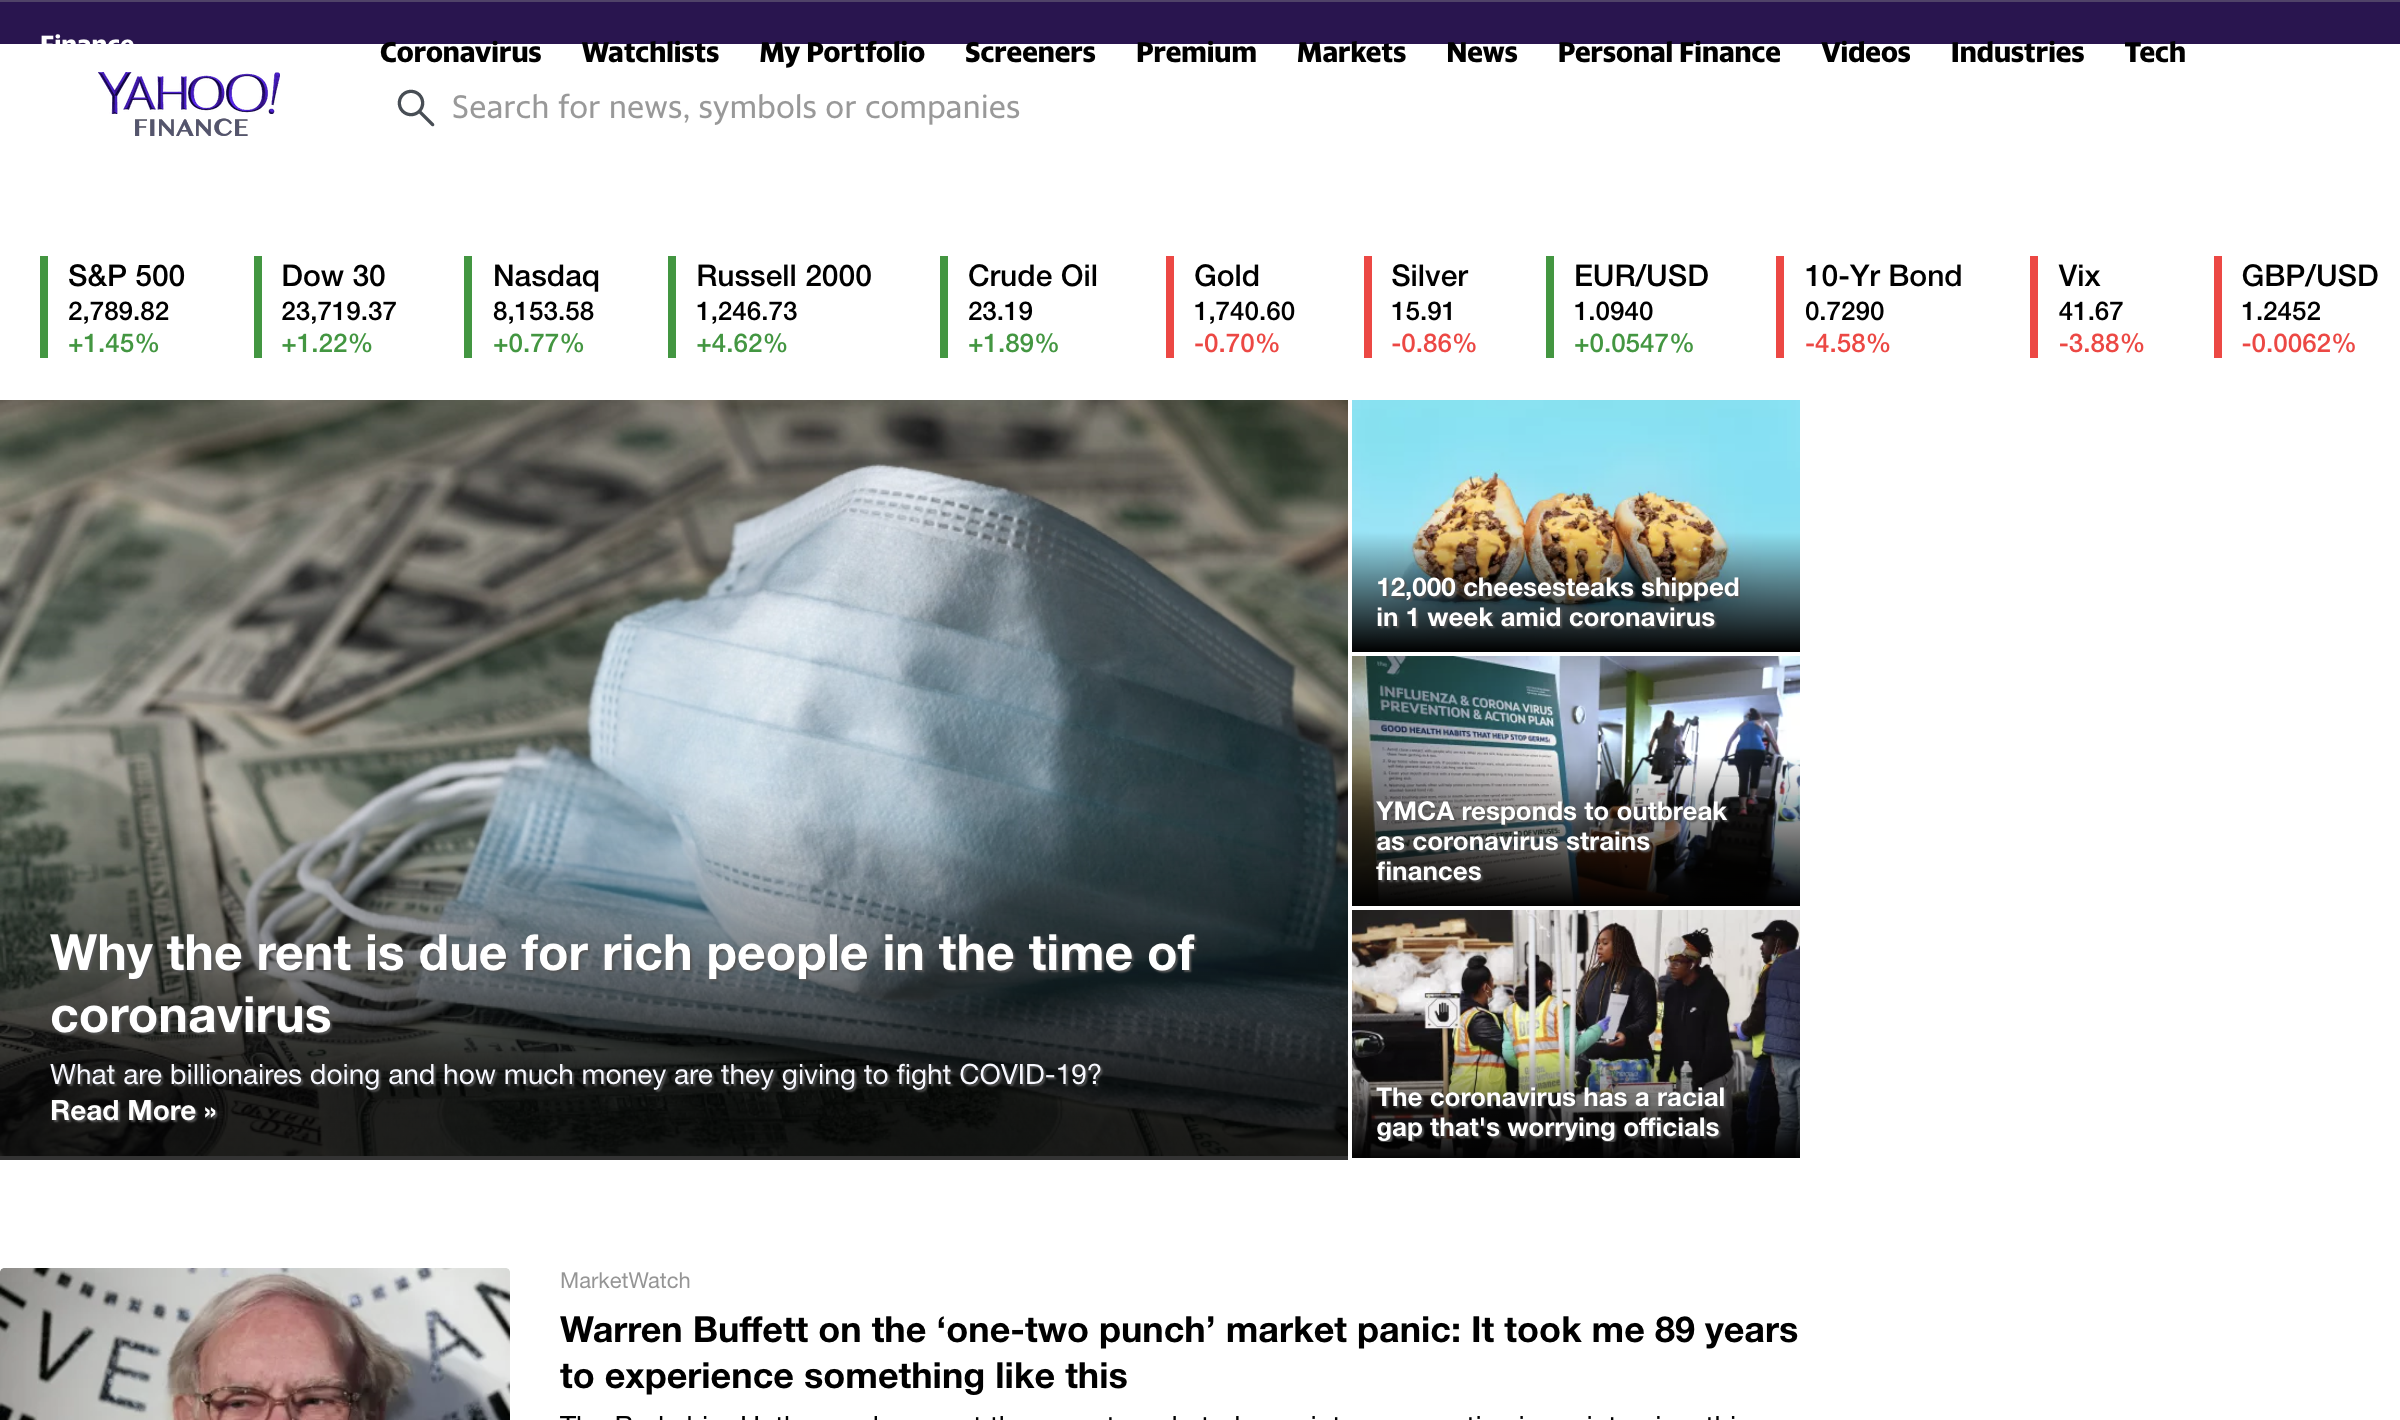 Finance
Coronavirus Watchlists My Portfolio Screeners Premium Markets News Personal Finance Videos Industries Tech
YAHOO!
FINANCE
Search for news, symbols or companies
S&P 500
2,789.82
+1.45%
Dow 30
23,719.37
+1.22%
Nasdaq
8,153.58
+0.77%
Russell 2000
1,246.73
+4.62%
Crude Oil
23.19
+1.89%
Gold
1,740.60
-0.70%
Silver
15.91
-0.86%
EUR/USD
1.0940
+0.0547%
10-Yr Bond
0.7290
-4.58%
Vix
41.67
-3.88%
GBP/USD
1.2452
-0.0062%
Why the rent is due for rich people in the time of
coronavirus
What are billionaires doing and how much money are they giving to fight COVID-19?
Read More »
12,000 cheesesteaks shipped
in 1 week amid coronavirus
the Y
INFLUENZA & CORONA VIRUS
PREVENTION & ACTION PLAN
GOOD HEALTH HABITS THAT HELP STOP GERMS:
YMCA responds to outbreak
as coronavirus strains
finances
The coronavirus has a racial
gap that's worrying officials
MarketWatch
Warren Buffett on the ‘one-two punch’ market panic: It took me 89 years
to experience something like this